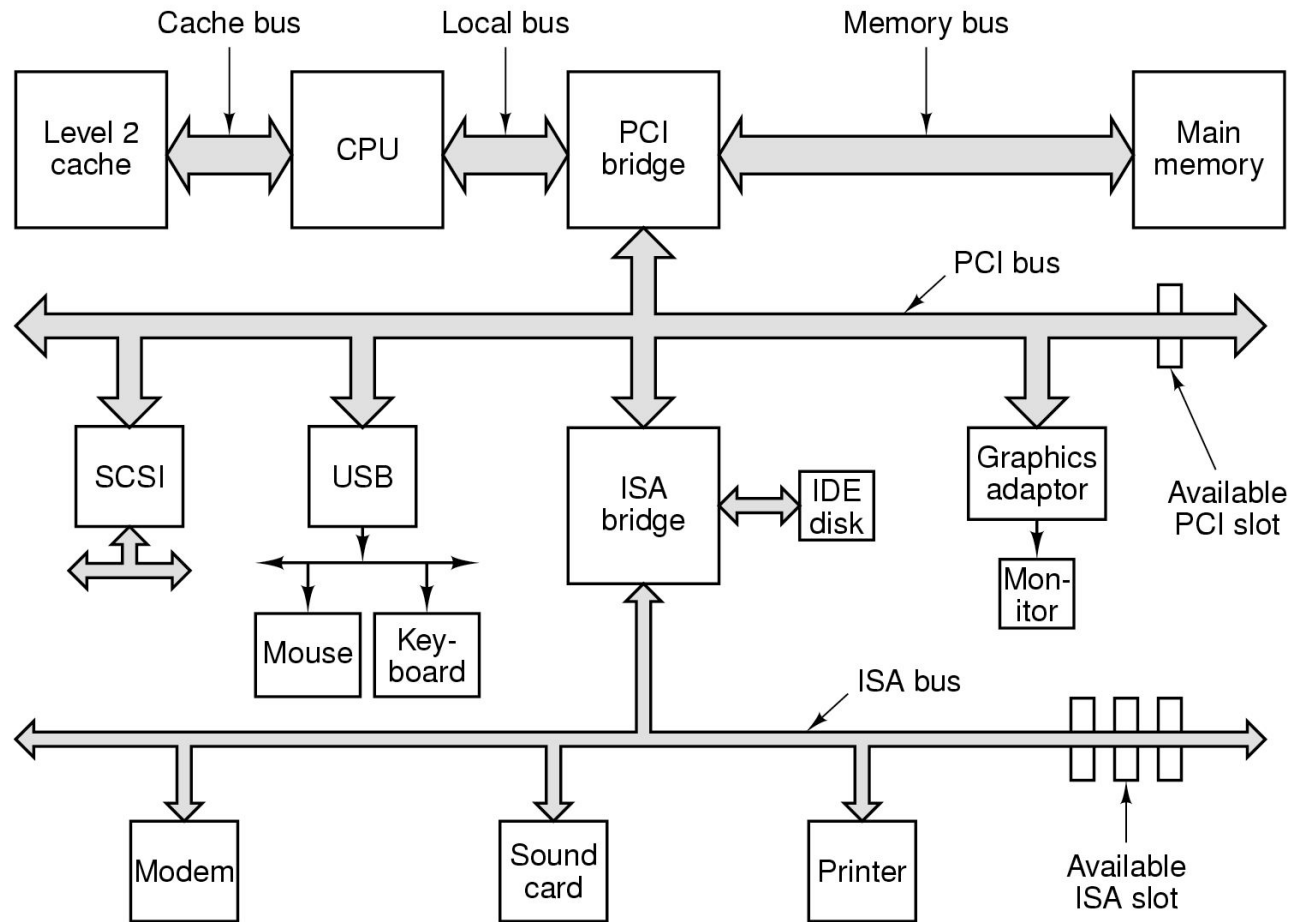 Cache bus
Local bus
Memory bus
Level 2
cache
CPU
PCI
bridge
Main
memory
PCI bus
SCSI
USB
ISA
bridge
IDE
disk
Graphics
adaptor
Available
PCI slot
Mon-
itor
Mouse
Key-
board
ISA bus
Modem
Sound
card
Printer
Available
ISA slot